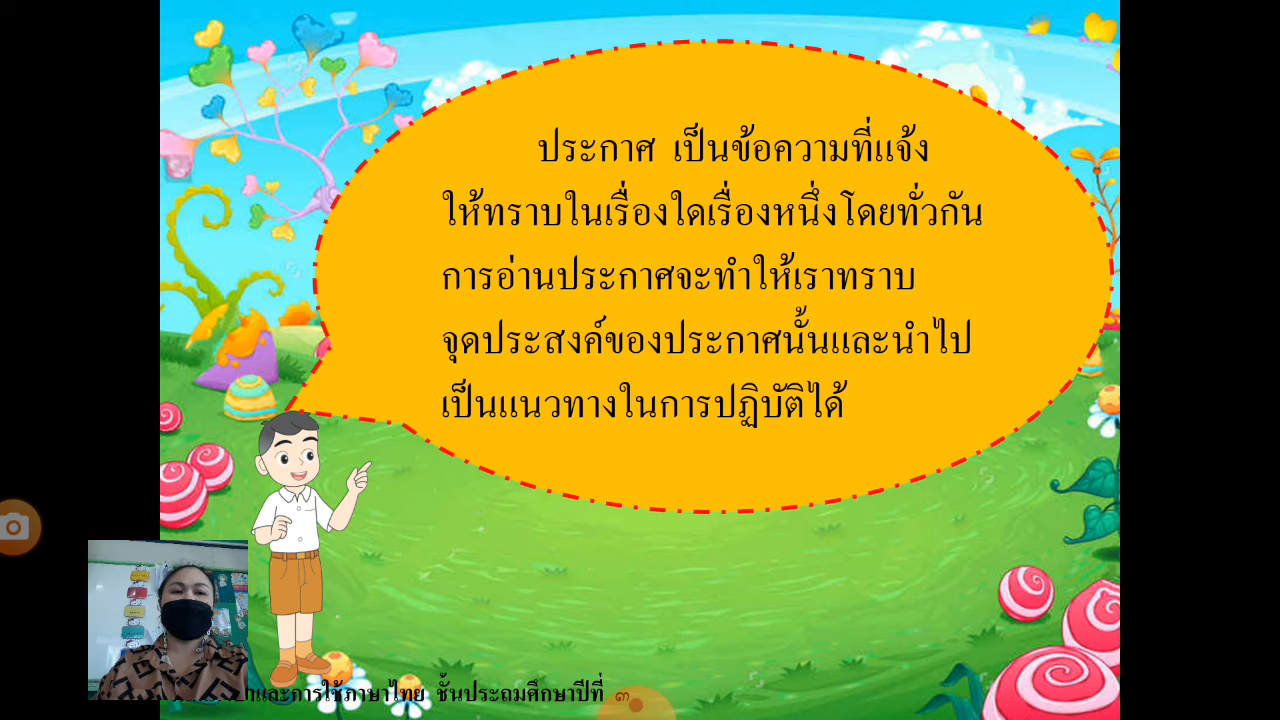 ประกาศ เป็นข้อความที่แจ้ง
ให้ทราบในเรื่องใดเรื่องหนึ่งโดยทั่วกัน
การอ่านประกาศจะทำให้เราทราบ
จุดประสงค์ของประกาศนั้นและนำไป
เป็นแนวทางในการปฏิบัติได้
และการใช้ภาษาไทย ชั้นประถมศึกษาปีที่ ๓